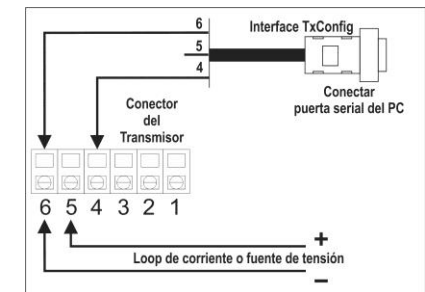 6
Interface TxConfig
5
4
Conectar
puerta serial del PC
Conector
del
Transmisor
6 5 4 3 2 1
+
Loop de corriente o fuente de tensión
−